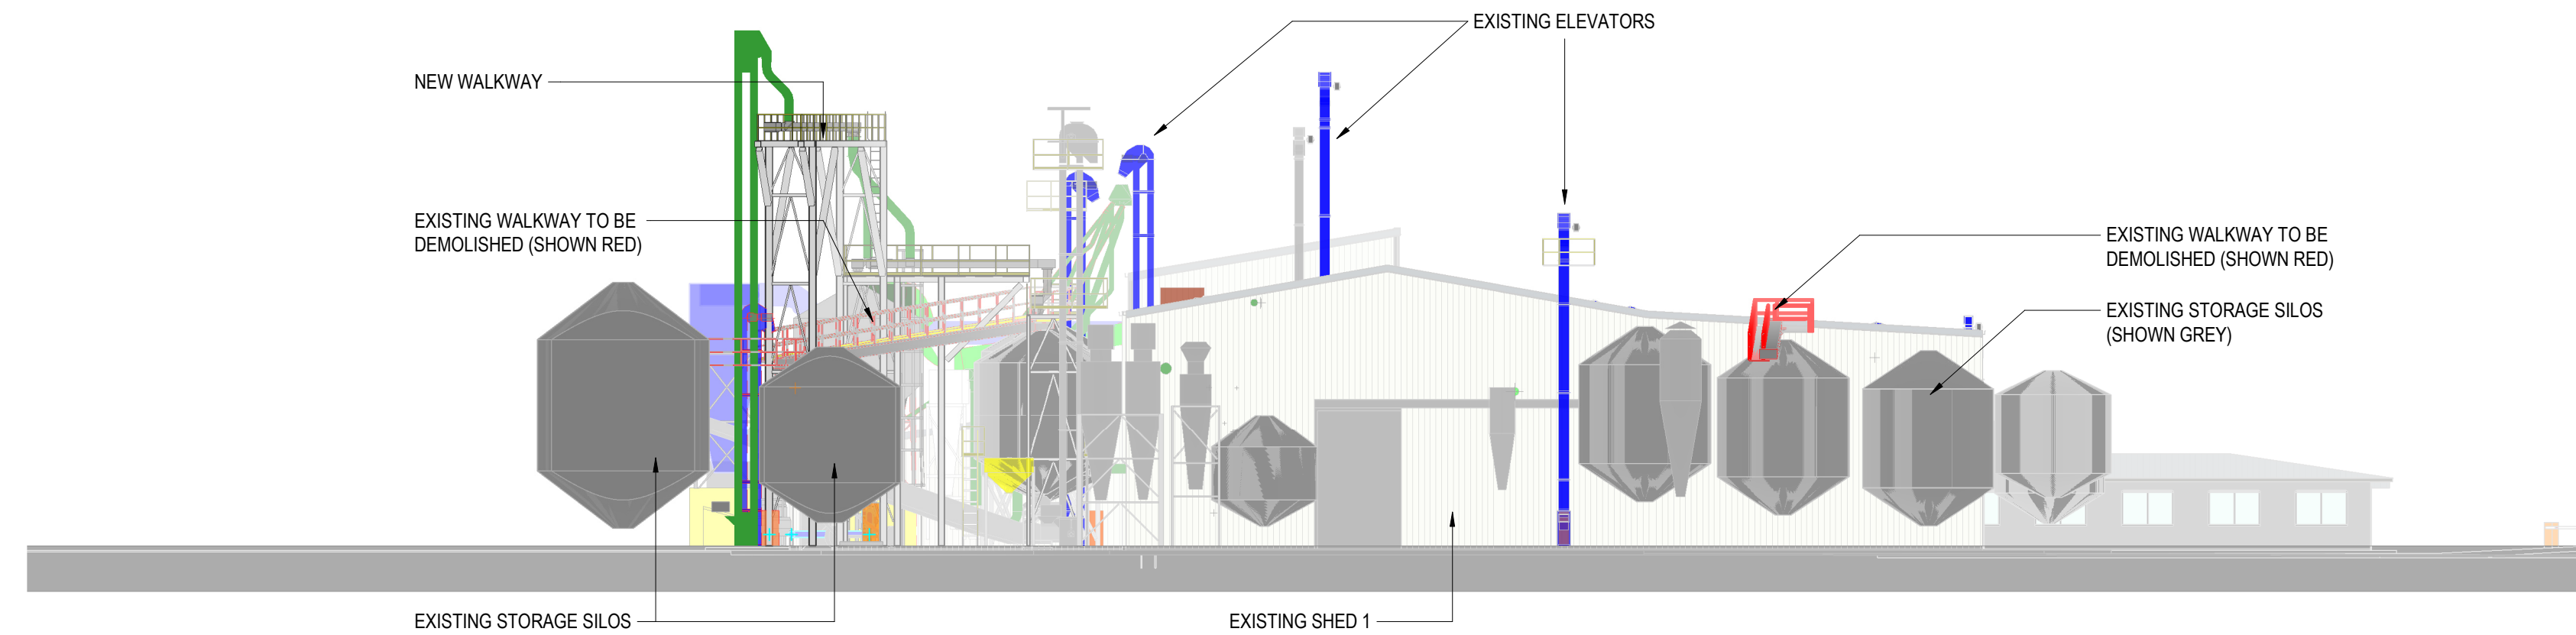 EXISTING ELEVATORS
NEW WALKWAY
EXISTING WALKWAY TO BE
DEMOLISHED (SHOWN RED)
EXISTING WALKWAY TO BE
DEMOLISHED (SHOWN RED)
EXISTING STORAGE SILOS
(SHOWN GREY)
EXISTING STORAGE SILOS
EXISTING SHED 1